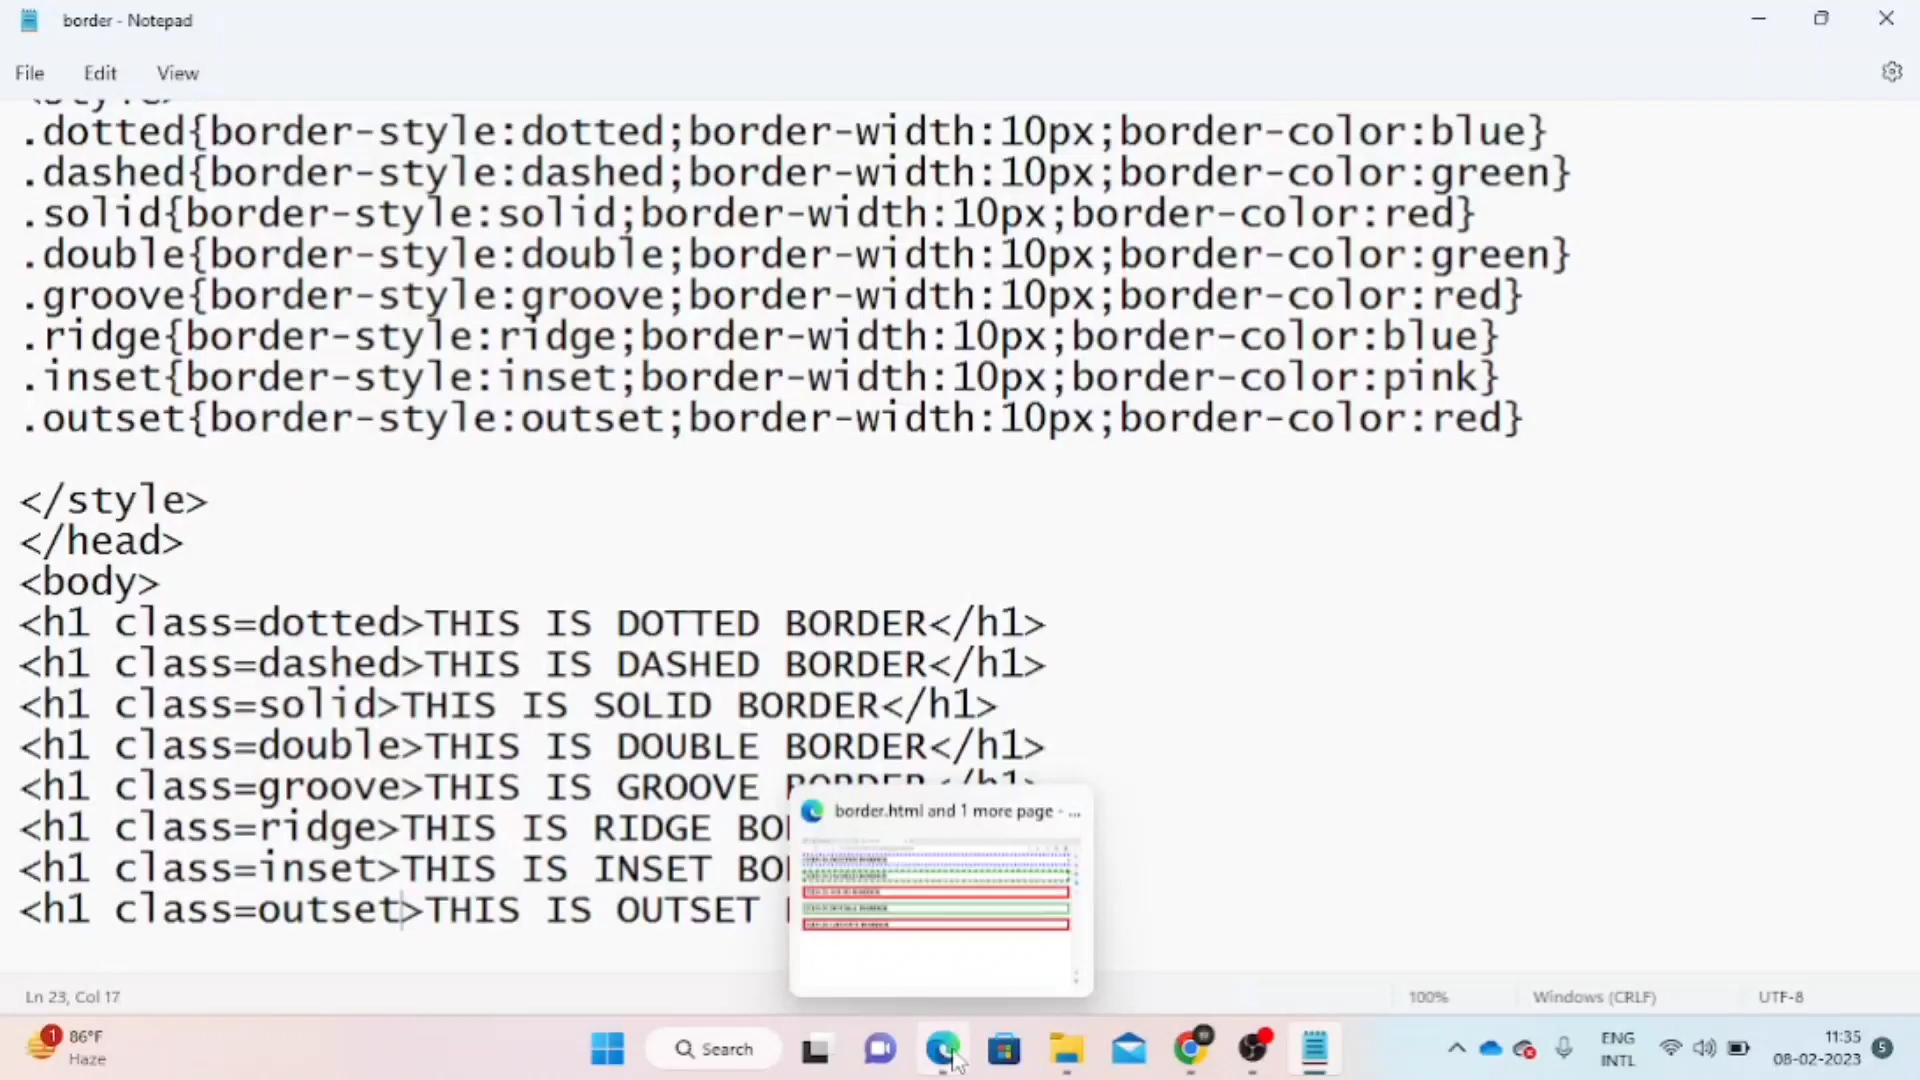 border - Notepad
File Edit View
<style>
.dotted{border-style:dotted;border-width:10px;border-color:blue}
.dashed{border-style:dashed;border-width:10px;border-color:green}
.solid{border-style:solid;border-width:10px;border-color:red}
.double{border-style:double;border-width:10px;border-color:green}
.groove{border-style:groove;border-width:10px;border-color:red}
.ridge{border-style:ridge;border-width:10px;border-color:blue}
.inset{border-style:inset;border-width:10px;border-color:pink}
.outset{border-style:outset;border-width:10px;border-color:red}
</style>
</head>
<body>
<h1 class=dotted>THIS IS DOTTED BORDER</h1>
<h1 class=dashed>THIS IS DASHED BORDER</h1>
<h1 class=solid>THIS IS SOLID BORDER</h1>
<h1 class=double>THIS IS DOUBLE BORDER</h1>
<h1 class=groove>THIS IS GROOVE BORDER</h1>
<h1 class=ridge>THIS IS RIDGE BO
<h1 class=inset>THIS IS INSET BO
<h1 class=outset>THIS IS OUTSET
border.html and 1 more page - ...
Ln 23, Col 17 100% Windows (CRLF) UTF-8
1 86°F
Haze
Search
ENG
INTL
11:35
08-02-2023
5